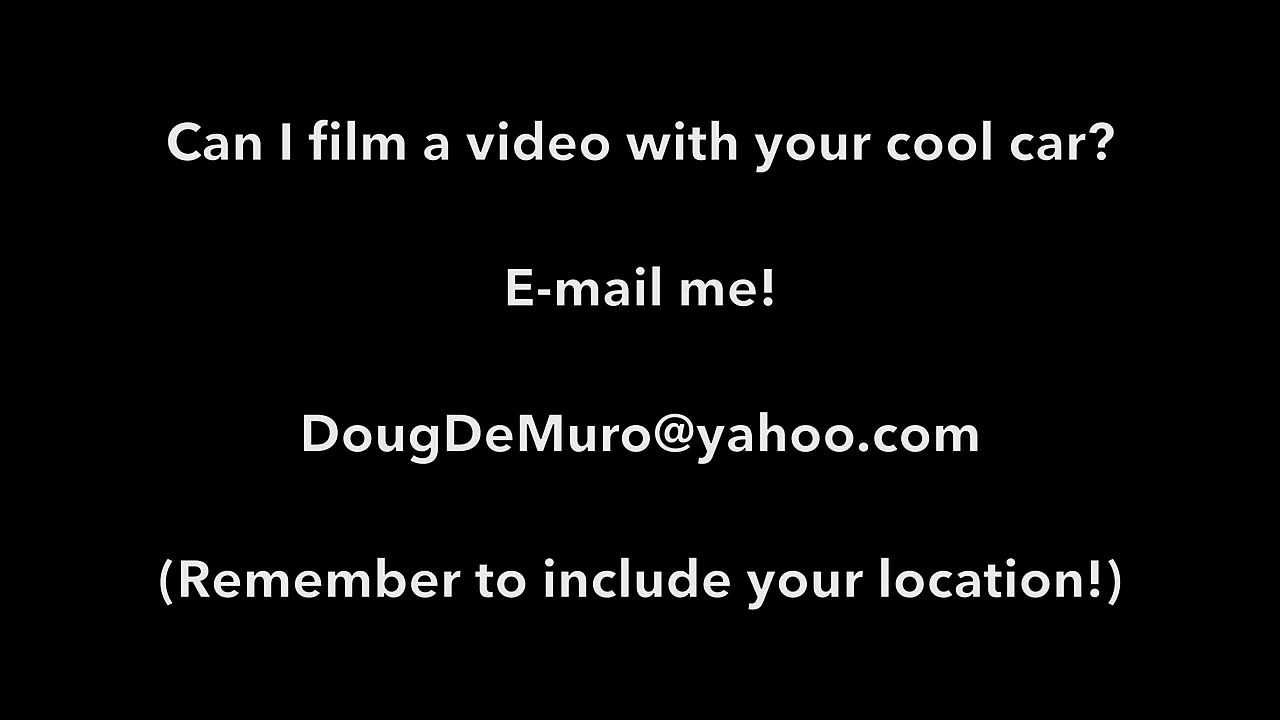 Can I film a video with your cool car?
E-mail me!
DougDeMuro@yahoo.com
(Remember to include your location!)